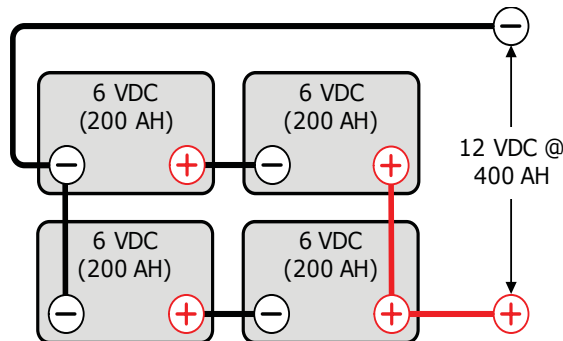 −
6 VDC
(200 AH)
6 VDC
(200 AH)
− + − +
12 VDC @
400 AH
6 VDC
(200 AH)
6 VDC
(200 AH)
− + − + +